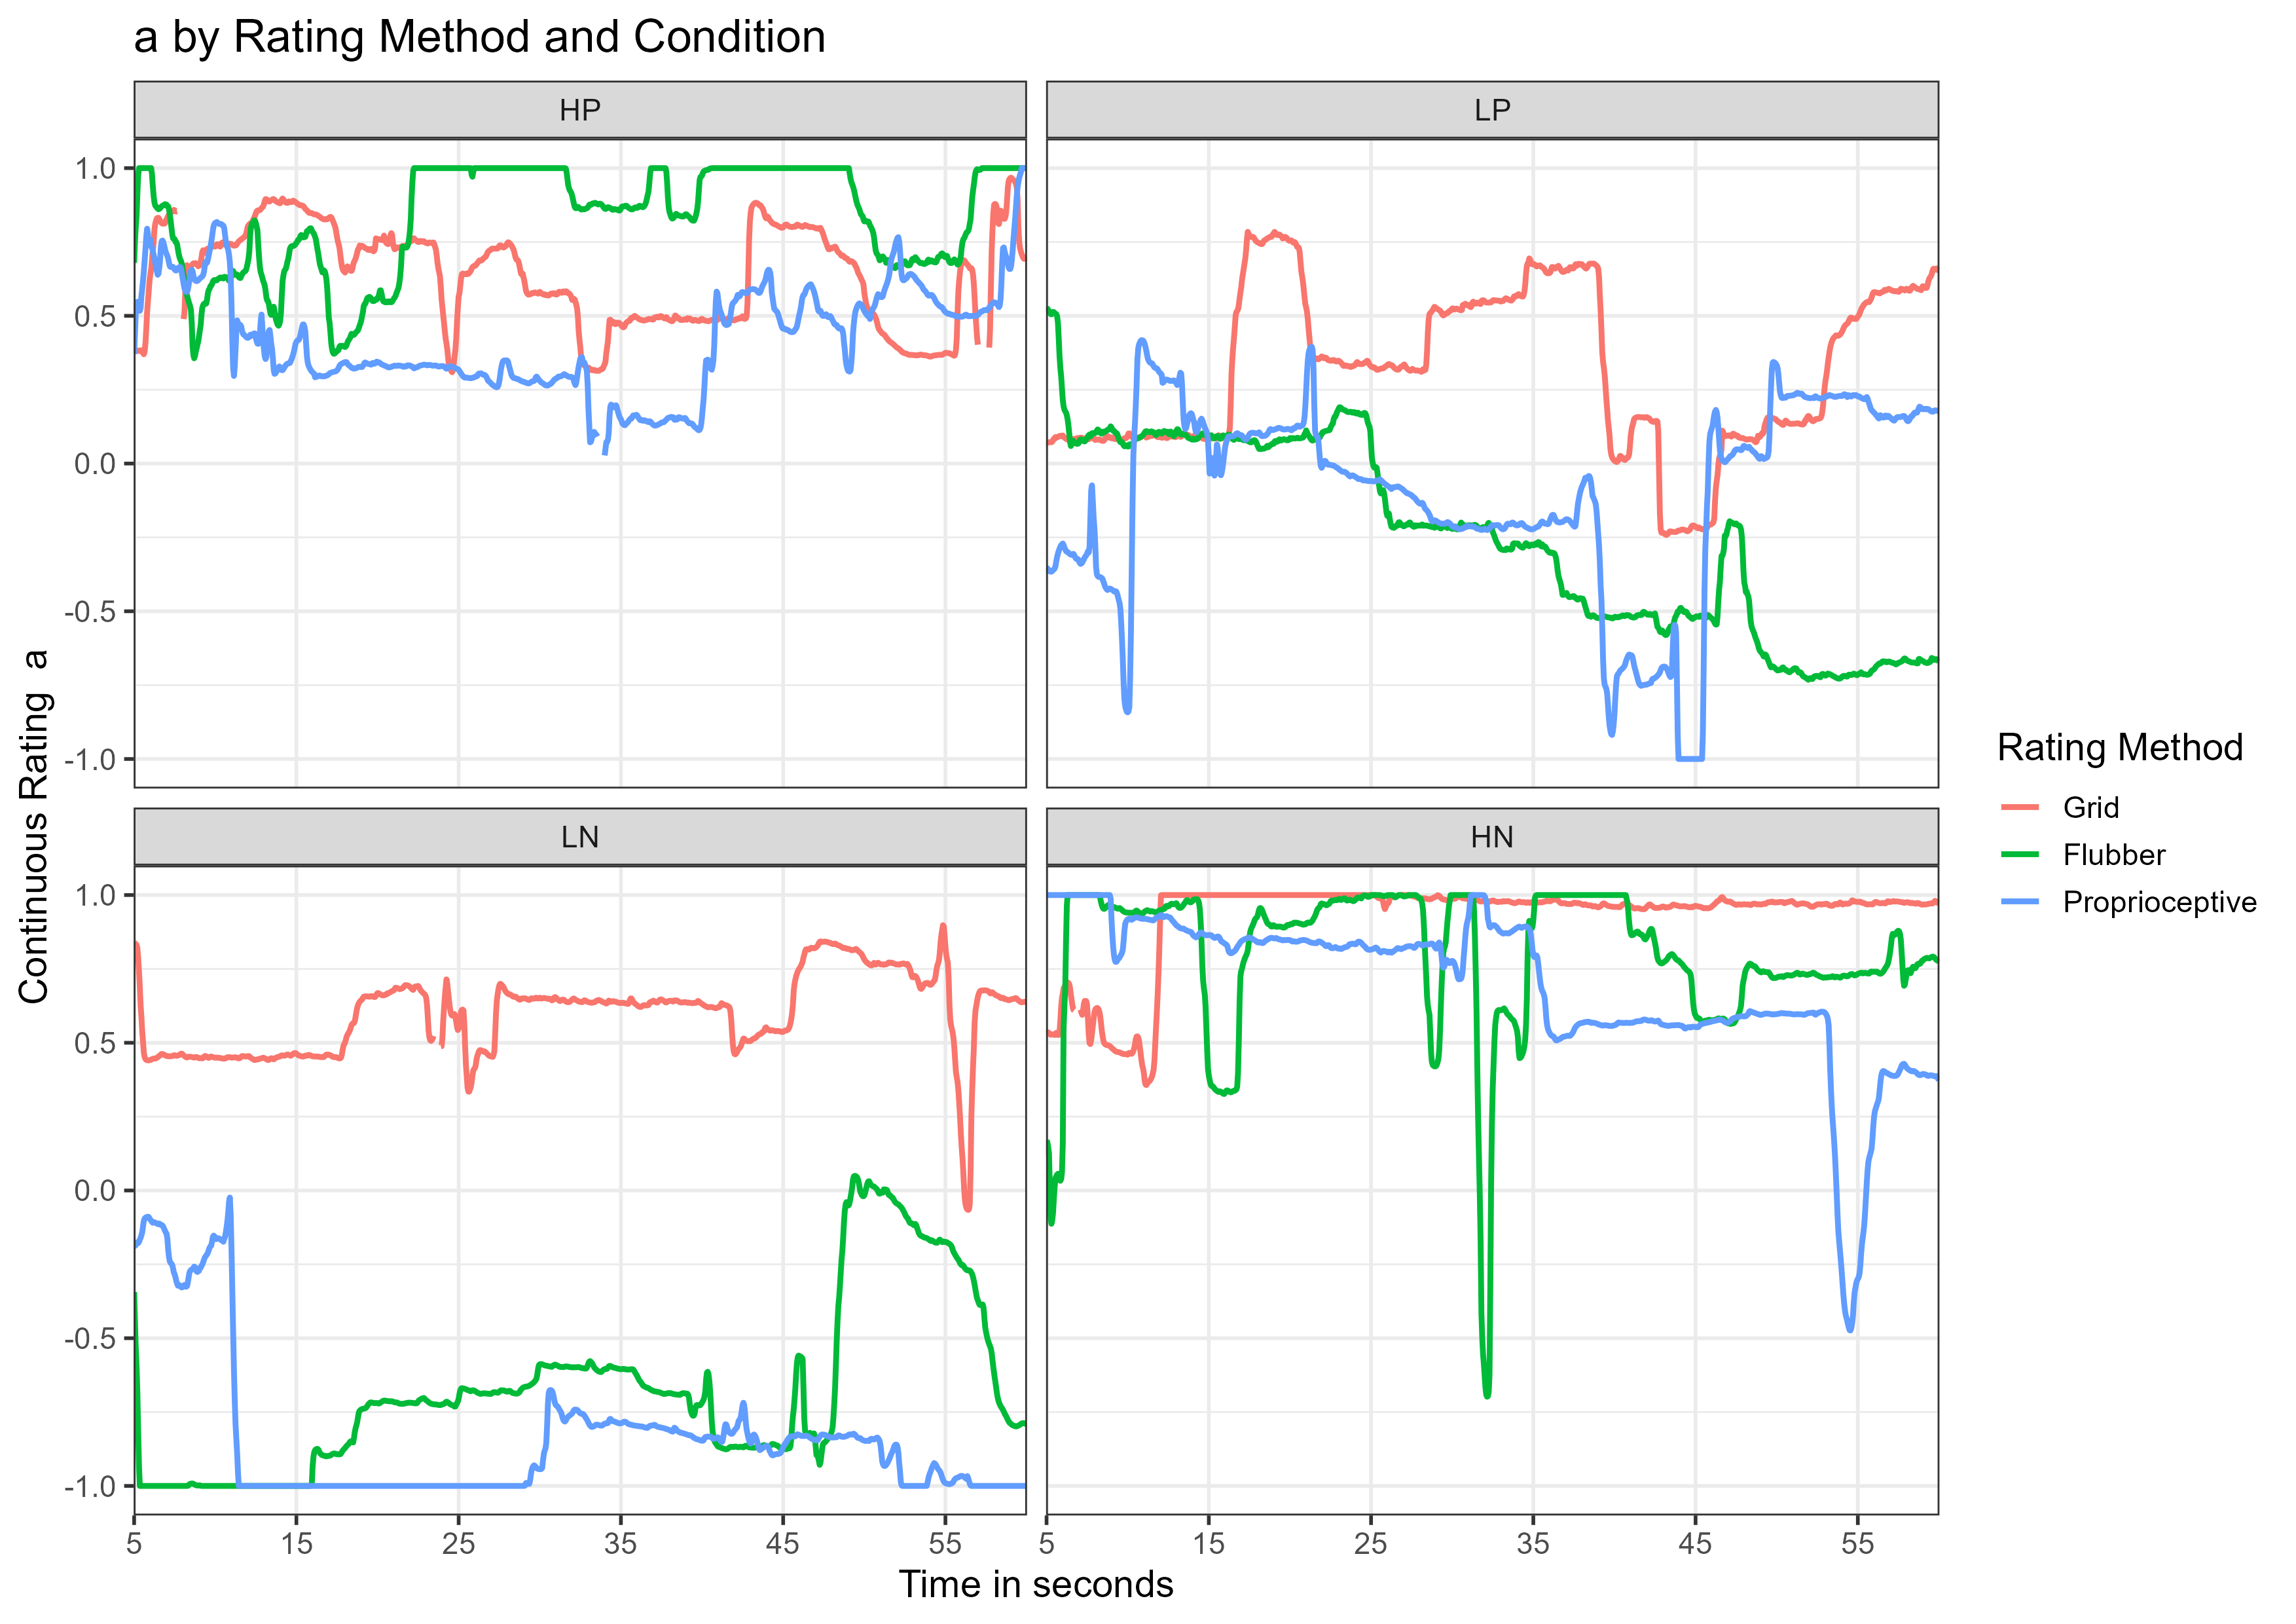 a by Rating Method and Condition
HP
LP
1.0
0.5
0.0
-0.5
-1.0
LN
HN
1.0
0.5
0.0
-0.5
-1.0
5 15 25 35 45 55
5 15 25 35 45 55
Time in seconds
Continuous Rating  a
Rating Method
Grid
Flubber
Proprioceptive